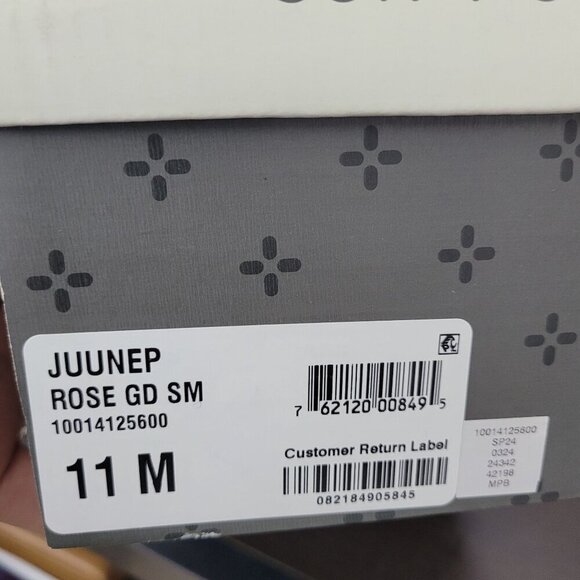 JUUNEP
ROSE GD SM
10014125600
11 M
7 62120 00849 5
Customer Return Label
082184905845
10014125600
SP24
0324
24342
42198
MPB